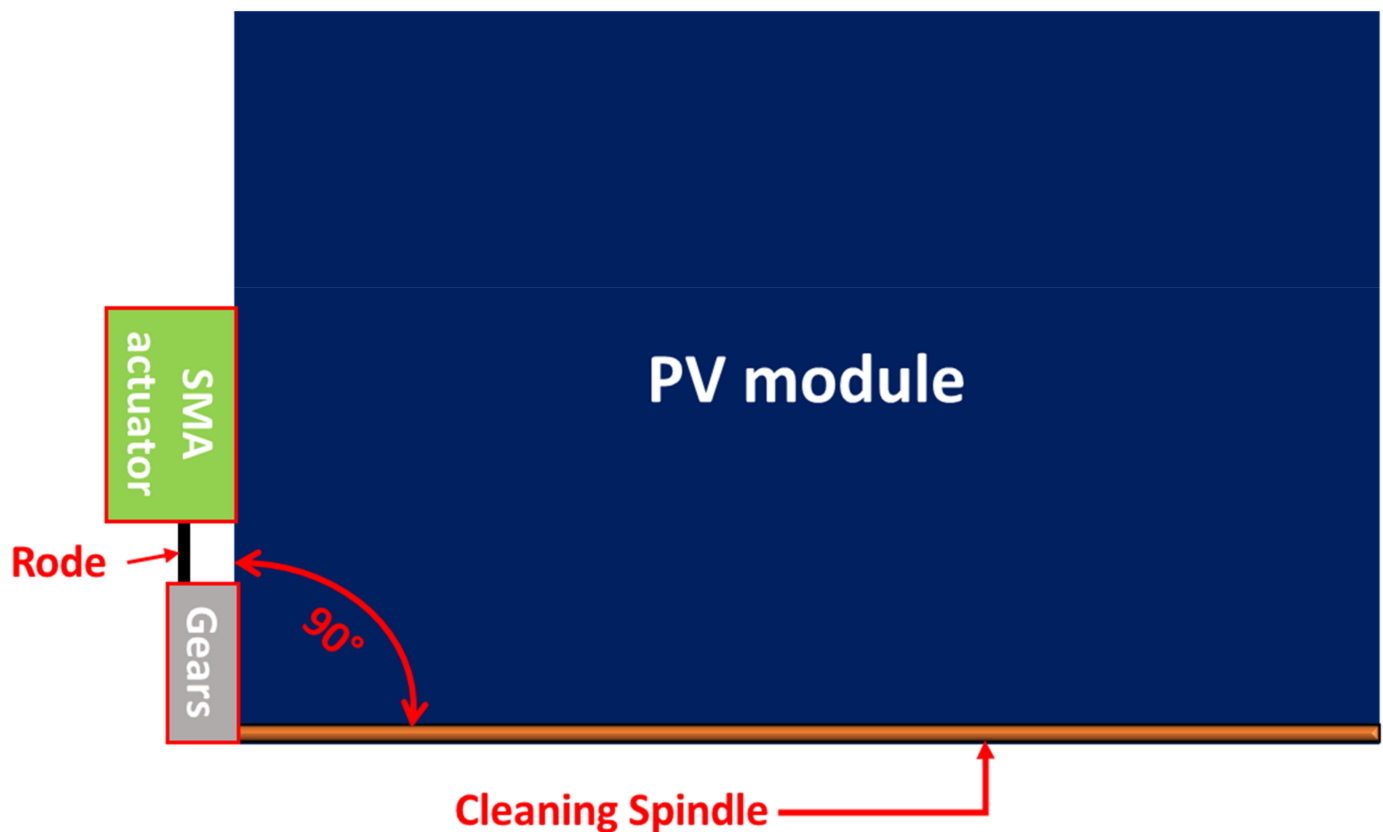 PV module
SMA
actuator
Rode
Gears
90°
Cleaning Spindle